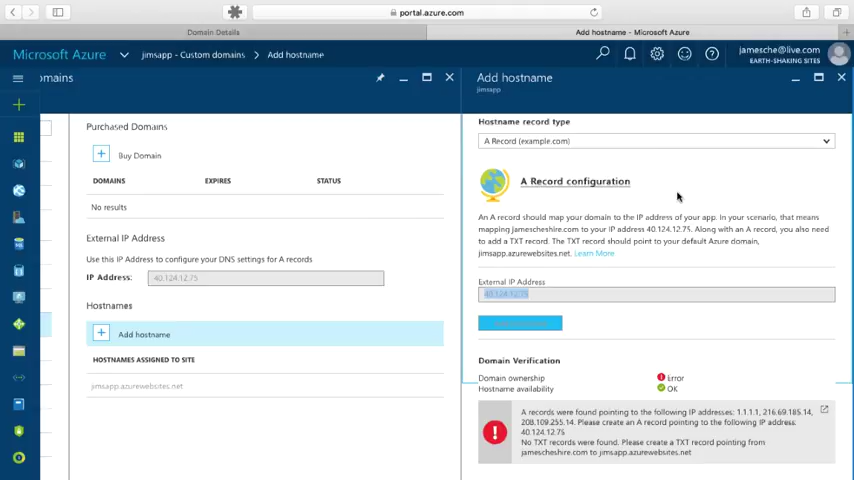 portal.azure.com
Domain Details
Add hostname - Microsoft Azure
Microsoft Azure
jimsapp - Custom domains > Add hostname
jamesche@live.com
EARTH-SHAKING SITES
omains
Add hostname
jimsapp
Purchased Domains
Buy Domain
DOMAINS EXPIRES STATUS
No results
External IP Address
Use this IP Address to configure your DNS settings for A records
IP Address: 40.124.12.75
Hostnames
Add hostname
HOSTNAMES ASSIGNED TO SITE
jimsapp.azurewebsites.net
Hostname record type
A Record (example.com)
A Record configuration
An A record should map your domain to the IP address of your app. In your scenario, that means
mapping jamescheshire.com to your IP address 40.124.12.75. Along with an A record, you also need
to add a TXT record. The TXT record should point to your default Azure domain,
jimsapp.azurewebsites.net. Learn More
External IP Address
40.124.12.75
Domain Verification
Domain ownership Error
Hostname availability OK
A records were found pointing to the following IP addresses: 1.1.1.1, 216.69.185.14,
208.109.255.14. Please create an A record pointing to the following IP address:
40.124.12.75
No TXT records were found. Please create a TXT record pointing from
jamescheshire.com to jimsapp.azurewebsites.net